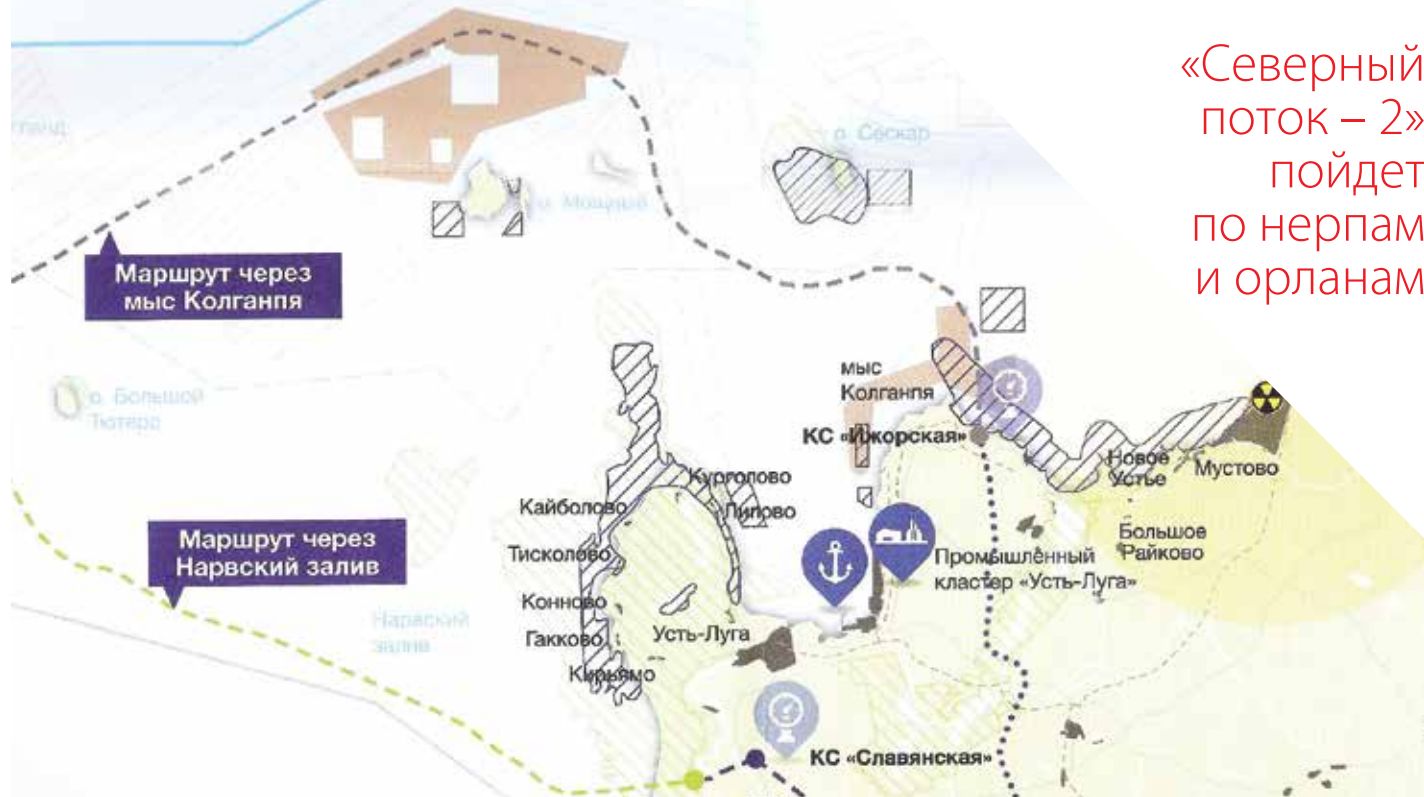 «Северный
поток – 2»
пойдет
по нерпам
и орланам
о. Сескар
о. Мощный
Маршрут через
мыс Колганпя
о. Большой
Тютерс
мыс
Колганпя
КС «Ижорская»
Новое
Устье
Мустово
Курголово
Кайболово
Липово
Большое
Райково
Маршрут через
Нарвский залив
Тисколово
Промышленный
кластер «Усть-Луга»
Конново
Нарвский
залив
Гакково
Усть-Луга
Кирьямо
КС «Славянская»